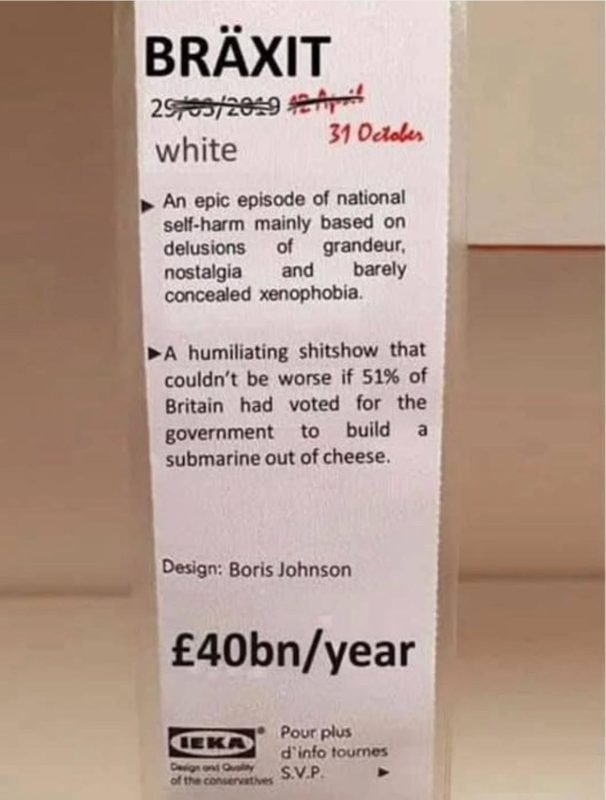 BRÄXIT
29/03/2019 12 April
31 October
white
▶ An epic episode of national
self-harm mainly based on
delusions of grandeur,
nostalgia and barely
concealed xenophobia.
▶A humiliating shitshow that
couldn't be worse if 51% of
Britain had voted for the
government to build a
submarine out of cheese.
Design: Boris Johnson
£40bn/year
IEKA®
Design and Quality
of the conservatives
Pour plus
d'info tournes
S.V.P. ▶